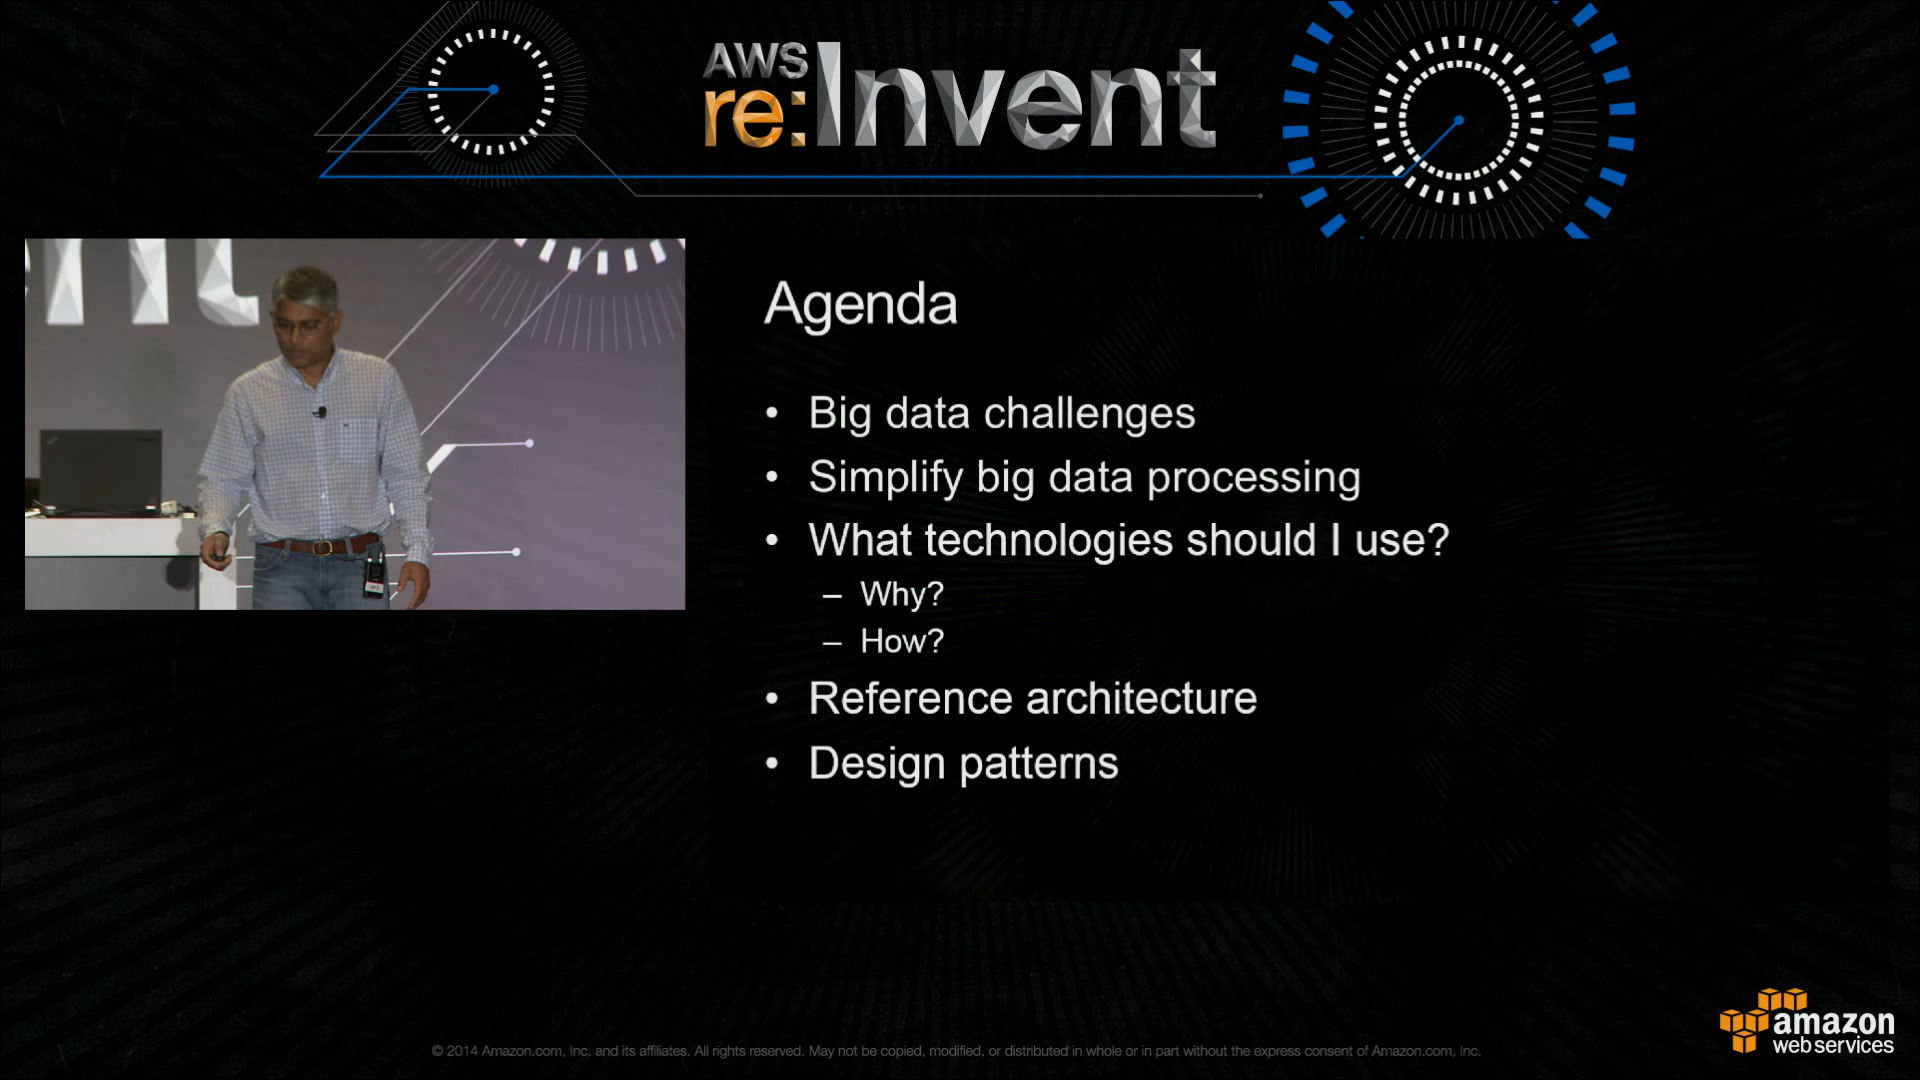 AWS
re:Invent
Agenda
• Big data challenges
• Simplify big data processing
• What technologies should I use?
– Why?
– How?
• Reference architecture
• Design patterns
amazon
webservices
© 2014 Amazon.com, Inc. and its affiliates. All rights reserved. May not be copied, modified, or distributed in whole or in part without the express consent of Amazon.com, Inc.